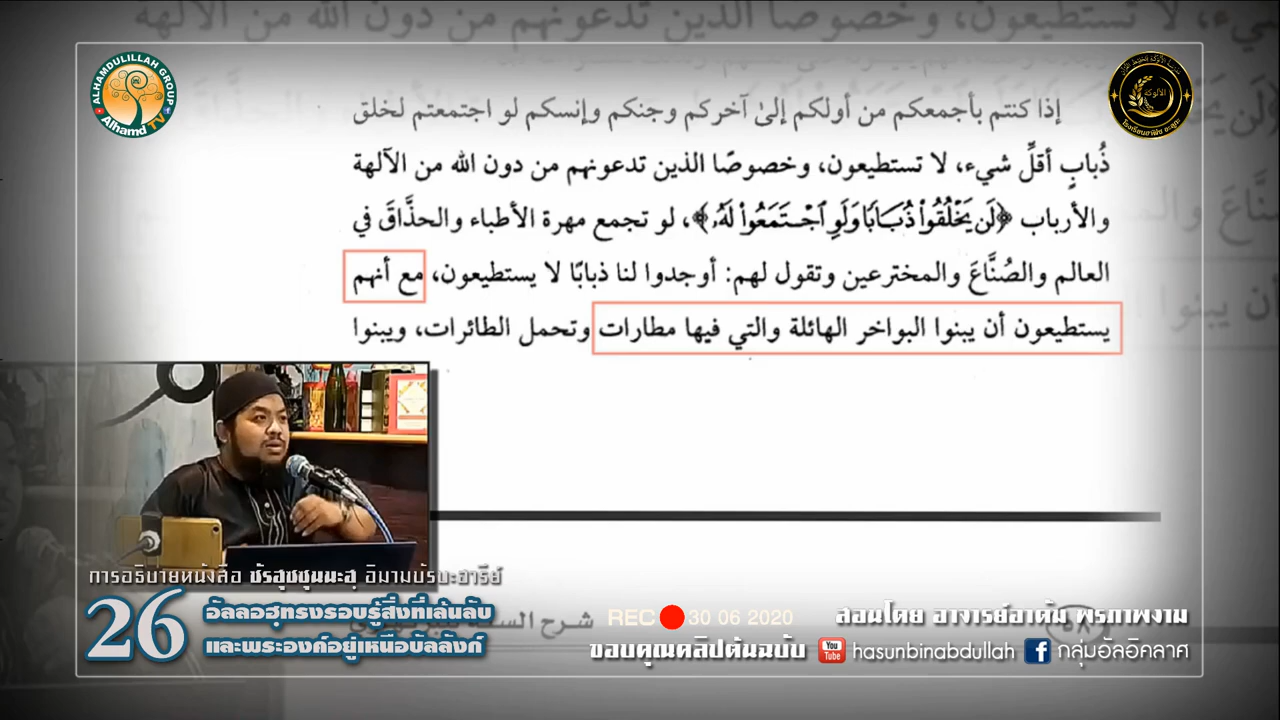 ALHAMDULILLAH GROUP
Alhamd TV
إذا كنتم بأجمعكم من أولكم إلىٰ آخركم وجنكم وإنسكم لو اجتمعتم لخلق
ذُبابٍ أقلِّ شيء، لا تستطيعون، وخصوصًا الذين تدعونهم من دون الله من الآلهة
والأرباب ﴿لَن يَخْلُقُوا۟ ذُبَابًا وَلَوِ ٱجْتَمَعُوا۟ لَهُۥ﴾، لو تجمع مهرة الأطباء والحذَّاقَ في
العالم والصُنَّاعَ والمخترعين وتقول لهم: أوجدوا لنا ذبابًا لا يستطيعون، مع أنهم
يستطيعون أن يبنوا البواخر الهائلة والتي فيها مطارات وتحمل الطائرات، ويبنوا
การอธิบายหนังสือ ชัรฮุซซุนนะฮฺ อิมามบัรบะฮารีย์
26
อัลลอฮฺทรงรอบรู้สิ่งที่เล้นลับ
และพระองค์อยู่เหนือบัลลังก์
شرح السنة
REC 30 06 2020
สอนโดย อาจารย์อาดัม พรภาพงาม
ขอบคุณคลิปต้นฉบับ YouTube hasunbinabdullah f กลุ่มอัลอิคลาศ